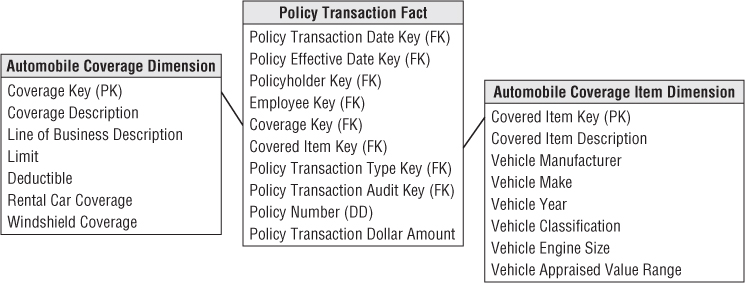 Automobile Coverage Dimension
Coverage Key (PK)
Coverage Description
Line of Business Description
Limit
Deductible
Rental Car Coverage
Windshield Coverage
Policy Transaction Fact
Policy Transaction Date Key (FK)
Policy Effective Date Key (FK)
Policyholder Key (FK)
Employee Key (FK)
Coverage Key (FK)
Covered Item Key (FK)
Policy Transaction Type Key (FK)
Policy Transaction Audit Key (FK)
Policy Number (DD)
Policy Transaction Dollar Amount
Automobile Coverage Item Dimension
Covered Item Key (PK)
Covered Item Description
Vehicle Manufacturer
Vehicle Make
Vehicle Year
Vehicle Classification
Vehicle Engine Size
Vehicle Appraised Value Range